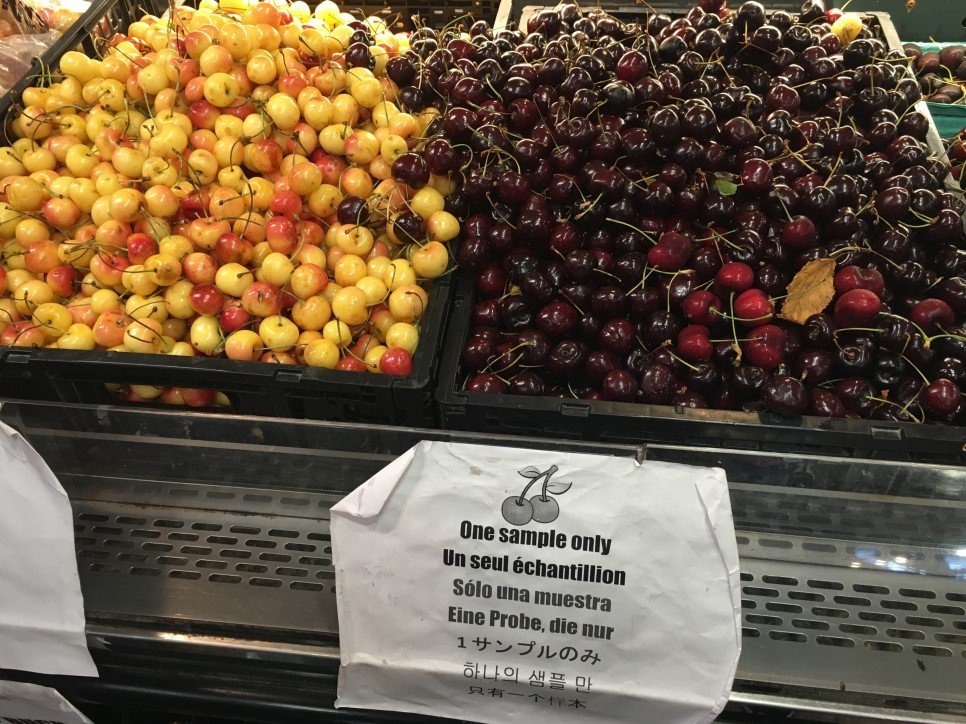 One sample only
Un seul échantillion
Sólo una muestra
Eine Probe, die nur
1 サンプルのみ
하나의 샘플 만
只有一个样本